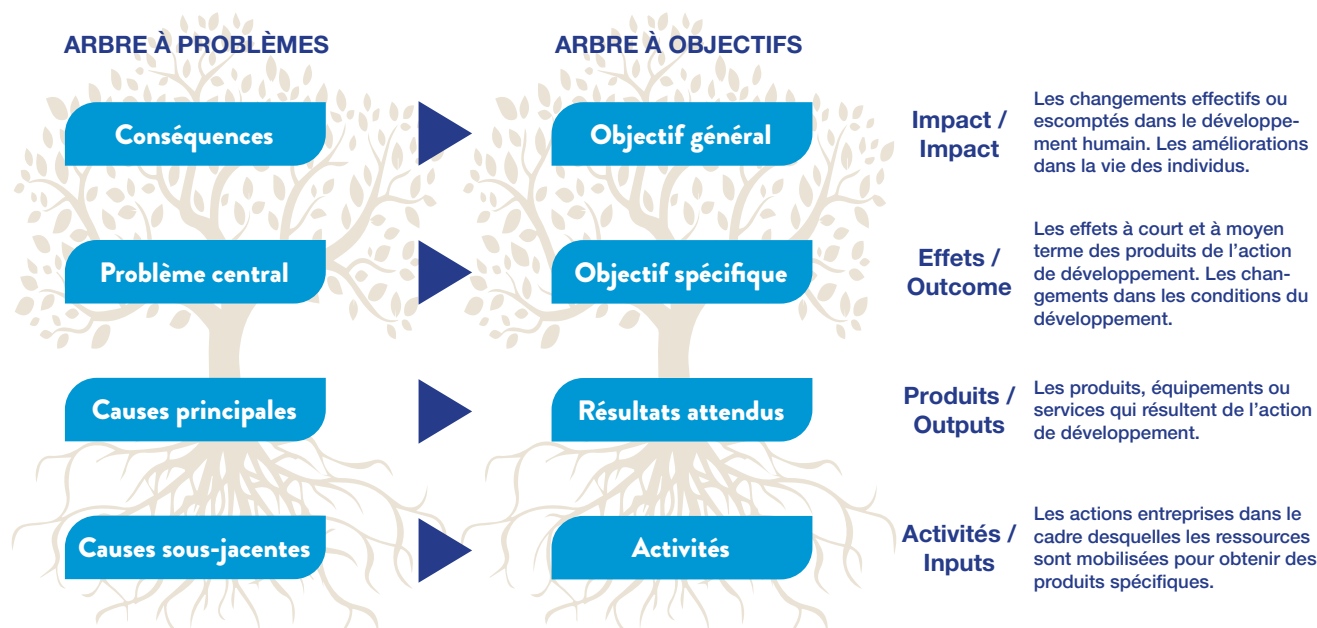 ARBRE À PROBLÈMES
ARBRE À OBJECTIFS
Conséquences
Objectif général
Impact /
Impact
Les changements effectifs ou
escomptés dans le développe-
ment humain. Les améliorations
dans la vie des individus.
Problème central
Objectif spécifique
Effets /
Outcome
Les effets à court et à moyen
terme des produits de l’action
de développement. Les chan-
gements dans les conditions du
développement.
Causes principales
Résultats attendus
Produits /
Outputs
Les produits, équipements ou
services qui résultent de l’action
de développement.
Causes sous-jacentes
Activités
Activités /
Inputs
Les actions entreprises dans le
cadre desquelles les ressources
sont mobilisées pour obtenir des
produits spécifiques.